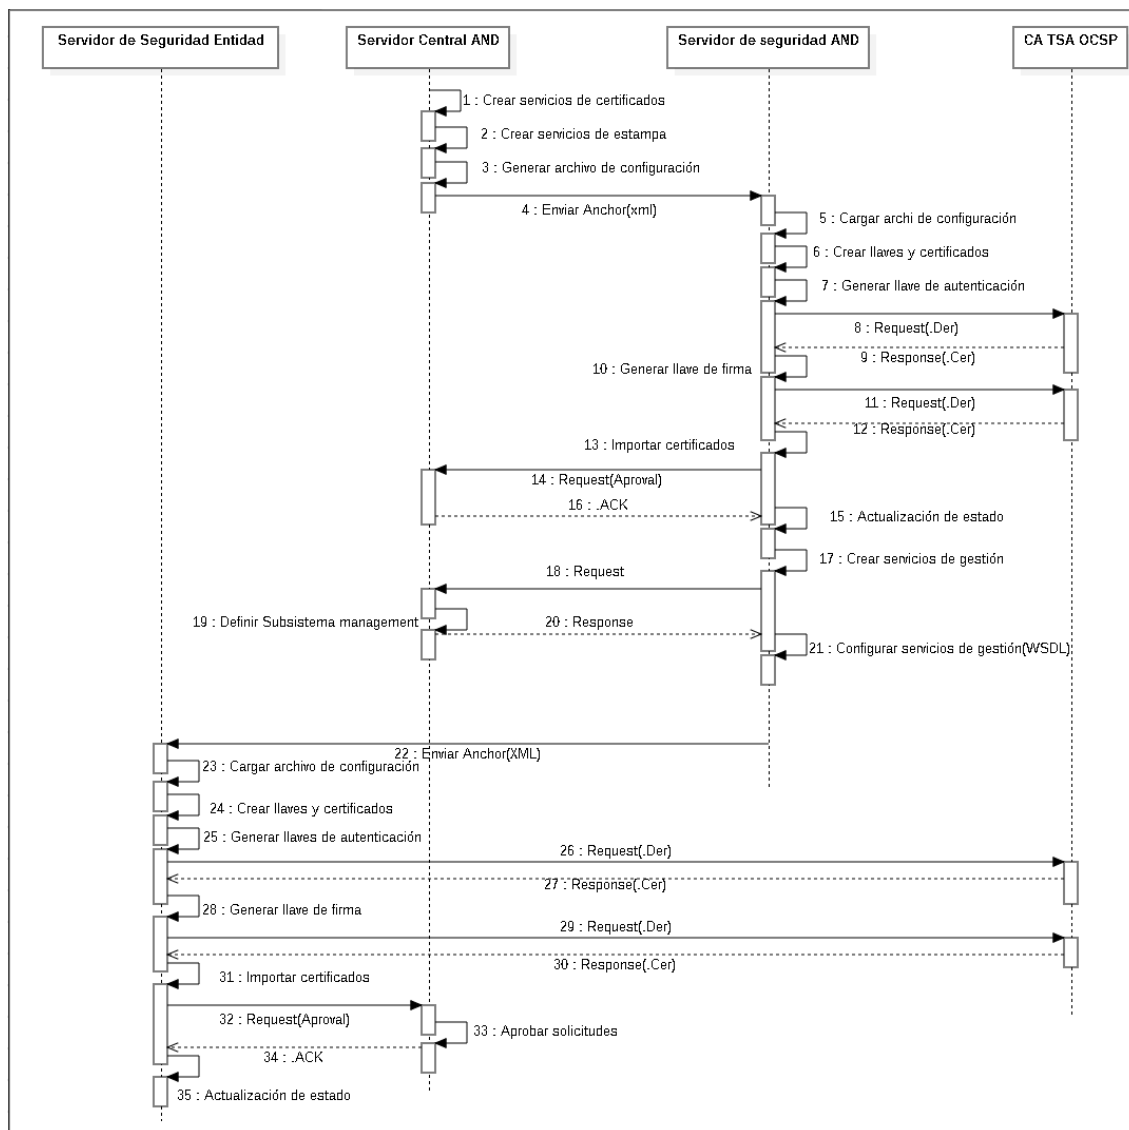 Servidor de Seguridad Entidad
Servidor Central AND
Servidor de seguridad AND
CA TSA OCSP
1 : Crear servicios de certificados
2 : Crear servicios de estampa
3 : Generar archivo de configuración
4 : Enviar Anchor(xml)
5 : Cargar archi de configuración
6 : Crear llaves y certificados
7 : Generar llave de autenticación
8 : Request(.Der)
9 : Response(.Cer)
10 : Generar llave de firma
11 : Request(.Der)
12 : Response(.Cer)
13 : Importar certificados
14 : Request(Aproval)
16 : .ACK
15 : Actualización de estado
17 : Crear servicios de gestión
18 : Request
19 : Definir Subsistema management
20 : Response
21 : Configurar servicios de gestión(WSDL)
22 : Enviar Anchor(XML)
23 : Cargar archivo de configuración
24 : Crear llaves y certificados
25 : Generar llaves de autenticación
26 : Request(.Der)
27 : Response(.Cer)
28 : Generar llave de firma
29 : Request(.Der)
30 : Response(.Cer)
31 : Importar certificados
32 : Request(Aproval)
33 : Aprobar solicitudes
34 : .ACK
35 : Actualización de estado